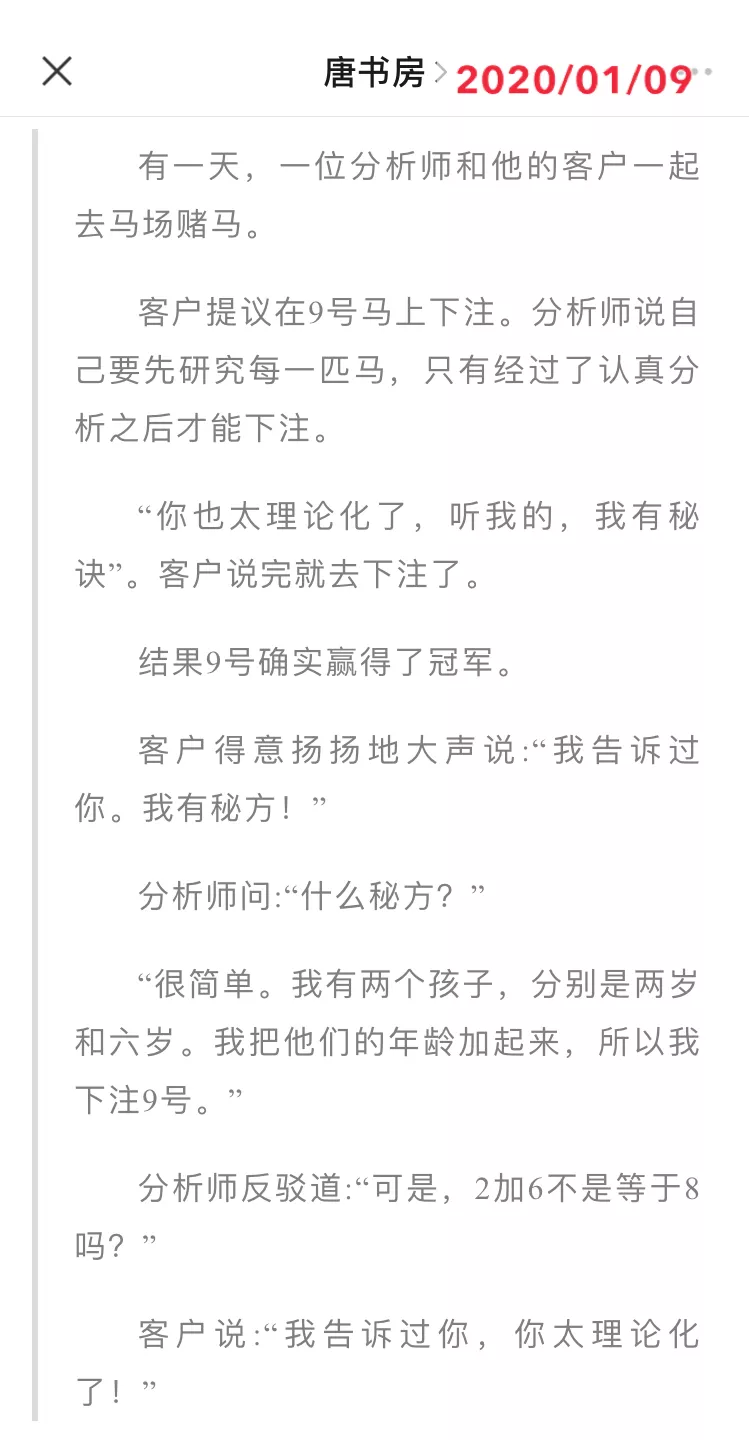 唐书房 2020/01/09
有一天，一位分析师和他的客户一起
去马场赌马。
客户提议在9号马上下注。分析师说自
己要先研究每一匹马，只有经过了认真分
析之后才能下注。
“你也太理论化了，听我的，我有秘
诀”。客户说完就去下注了。
结果9号确实赢得了冠军。
客户得意扬扬地大声说:“我告诉过
你。我有秘方！”
分析师问:“什么秘方？”
“很简单。我有两个孩子，分别是两岁
和六岁。我把他们的年龄加起来，所以我
下注9号。”
分析师反驳道:“可是，2加6不是等于8
吗？”
客户说:“我告诉过你，你太理论化
了！”